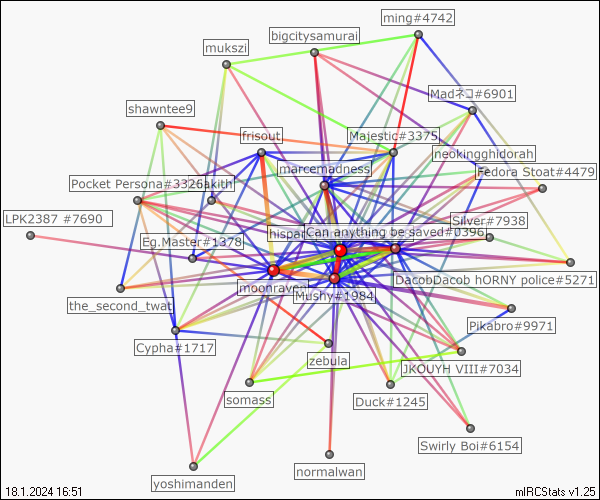 ming#4742
bigcitysamurai
mukszi
Madネコ#6901
shawntee9
frisout
Majestic#3375
neokingghidorah
marcemadness
Fedora Stoat#4479
Pocket Persona#3326
akith
LPK2387 #7690
Silver#7938
Eg.Master#1378
hispa
Can anything be saved#0396
DacobDacob hORNY police#5271
moonraven
Mushy#1984
the_second_twat
Pikabro#9971
Cypha#1717
zebula
JKOUYH VIII#7034
somass
Duck#1245
Swirly Boi#6154
normalwan
yoshimanden
18.1.2024 16:51
mIRCStats v1.25